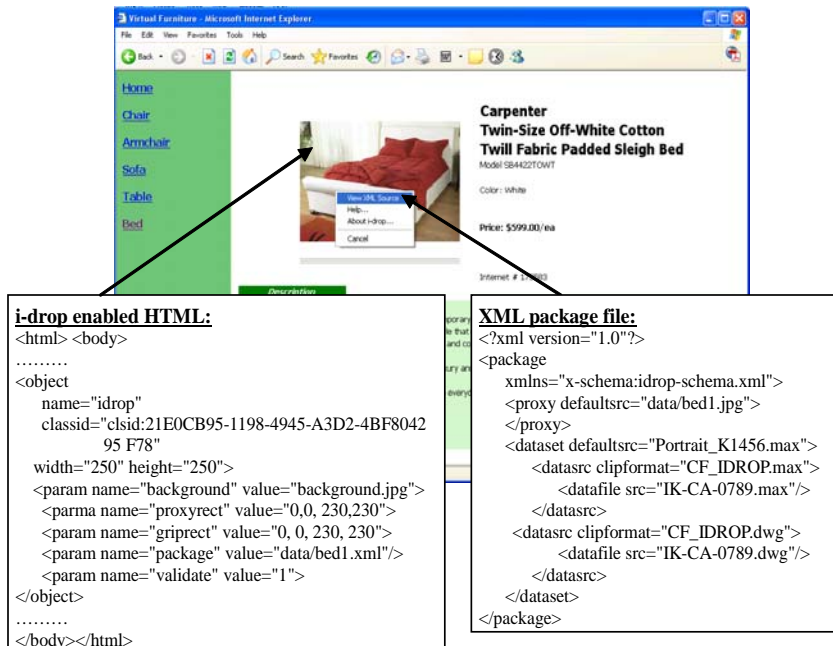 Virtual Furniture - Microsoft Internet Explorer
File Edit View Favorites Tools Help
Back Search Favorites
Home
Chair
Armchair
Sofa
Table
Bed
Carpenter
Twin-Size Off-White Cotton
Twill Fabric Padded Sleigh Bed
Model SB4422TOWT
Color: White
Price: $599.00/ea
View XML Source
Help...
About i-drop...
Cancel
Internet #
Description
i-drop enabled HTML:
<html> <body>
………
<object
name="idrop"
classid="clsid:21E0CB95-1198-4945-A3D2-4BF8042
95 F78"
width="250" height="250">
<param name="background" value="background.jpg">
<parma name="proxyrect" value="0,0, 230,230">
<param name="griprect" value="0, 0, 230, 230">
<param name="package" value="data/bed1.xml"/>
<param name="validate" value="1">
</object>
………
</body></html>
XML package file:
<?xml version="1.0"?>
<package
xmlns="x-schema:idrop-schema.xml">
<proxy defaultsrc="data/bed1.jpg">
</proxy>
<dataset defaultsrc="Portrait_K1456.max">
<datasrc clipformat="CF_IDROP.max">
<datafile src="IK-CA-0789.max"/>
</datasrc>
<datasrc clipformat="CF_IDROP.dwg">
<datafile src="IK-CA-0789.dwg"/>
</datasrc>
</dataset>
</package>